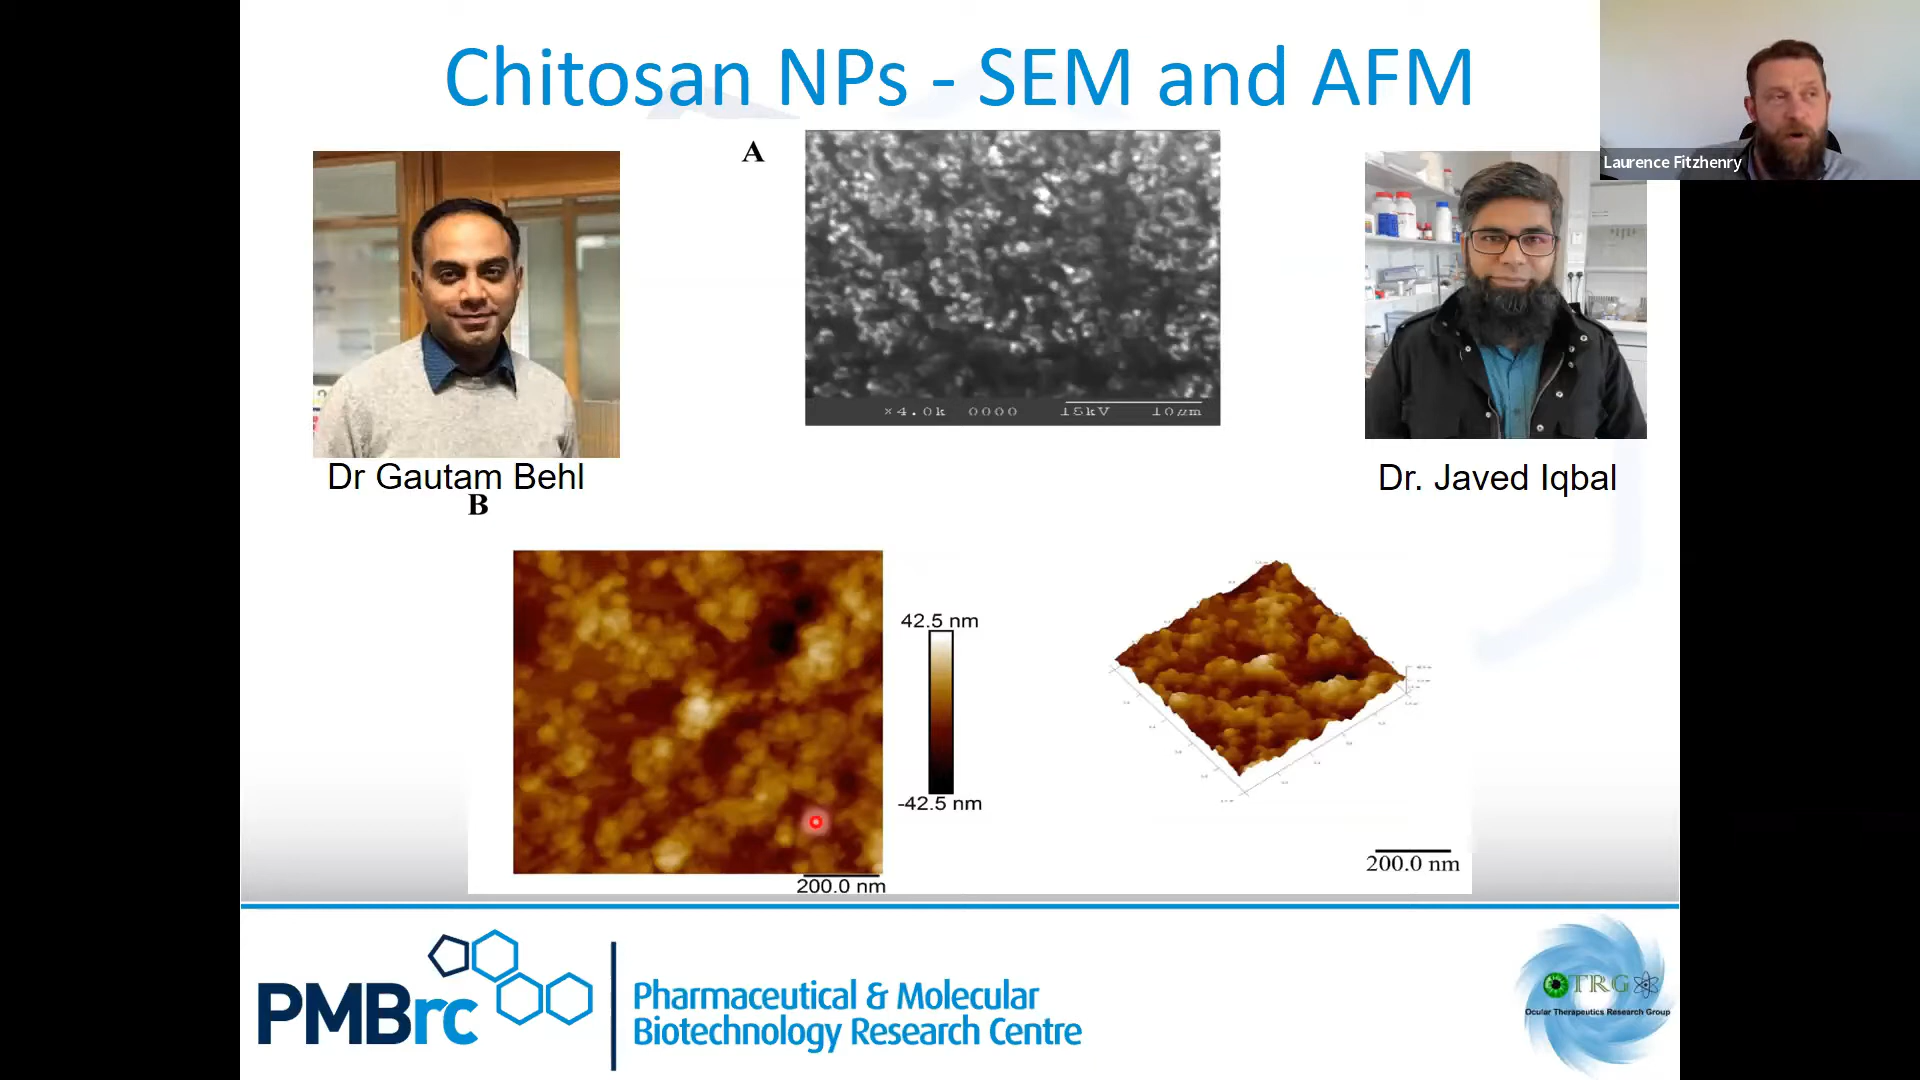 Chitosan NPs - SEM and AFM
Laurence Fitzhenry
A
×4.0k 0000 15kV 10µm
Dr Gautam Behl
Dr. Javed Iqbal
B
42.5 nm
-42.5 nm
200.0 nm
200.0 nm
PMBrc
Pharmaceutical & Molecular
Biotechnology Research Centre
OTRG
Ocular Therapeutics Research Group